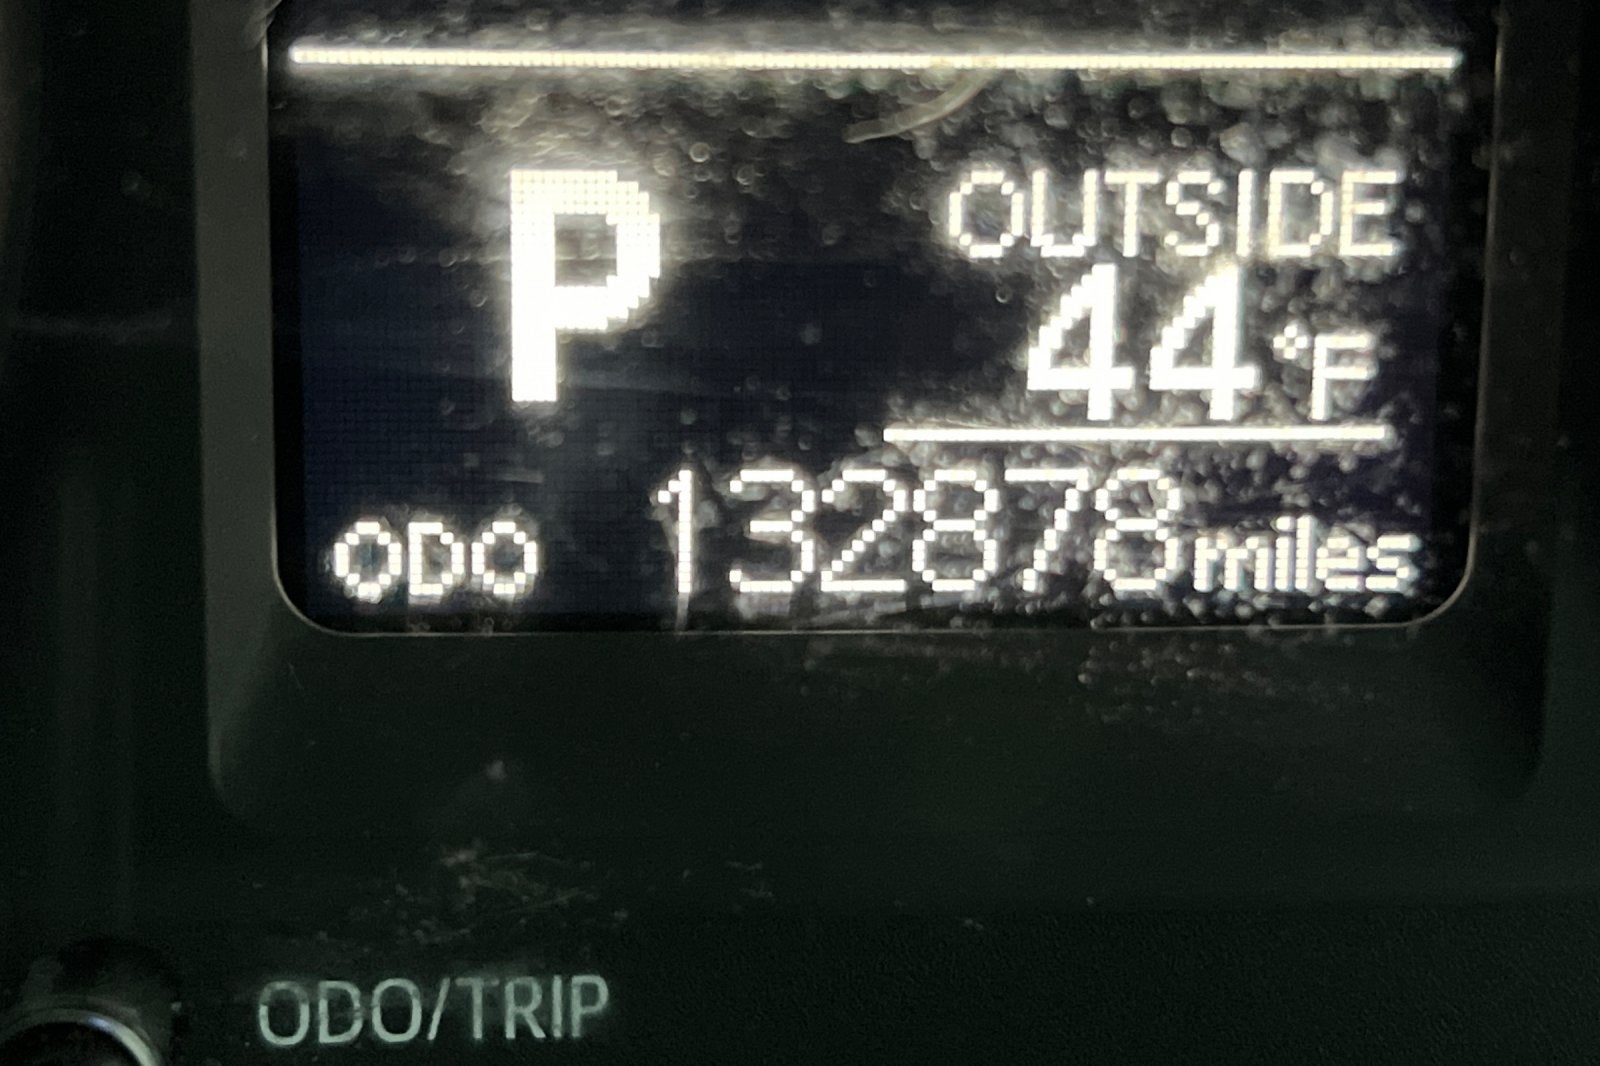 P
OUTSIDE
44°F
ODO 132878 miles
ODO/TRIP